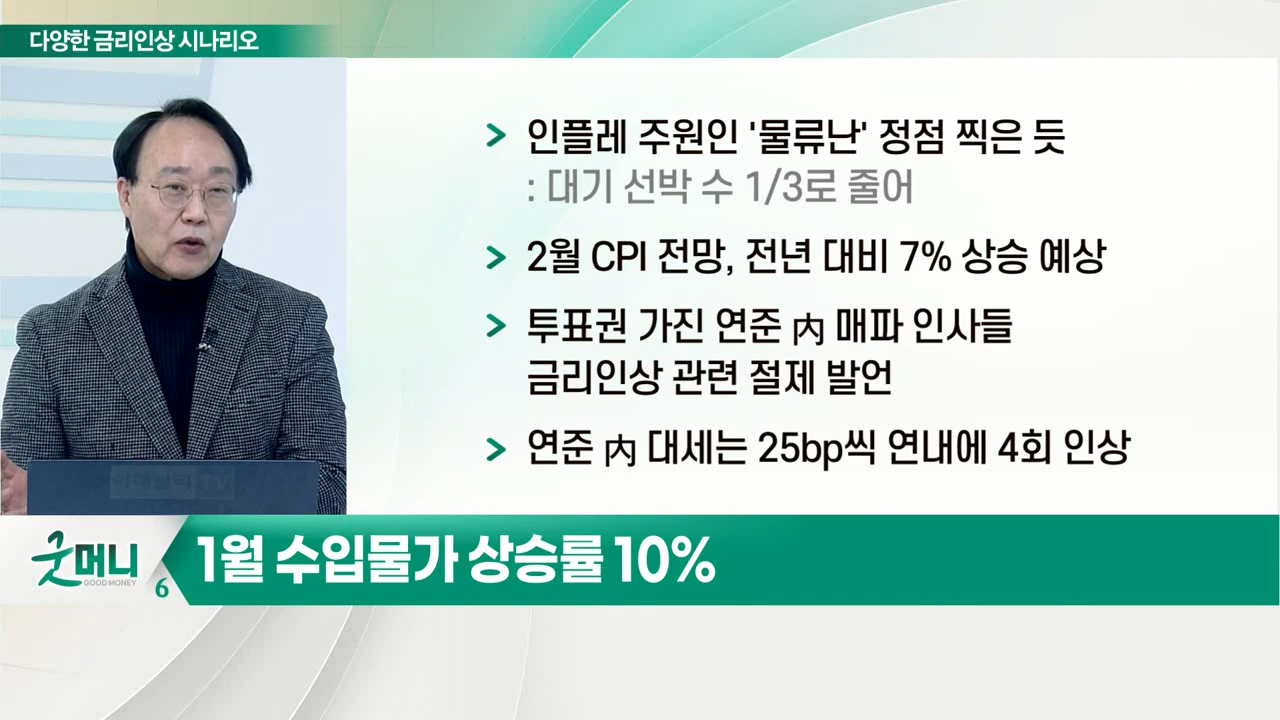 다양한 금리인상 시나리오
> 인플레 주원인 '물류난' 정점 찍은 듯
: 대기 선박 수 1/3로 줄어
> 2월 CPI 전망, 전년 대비 7% 상승 예상
> 투표권 가진 연준 內 매파 인사들
금리인상 관련 절제 발언
> 연준 內 대세는 25bp씩 연내에 4회 인상
굿머니
GOOD MONEY
6
1월 수입물가 상승률 10%